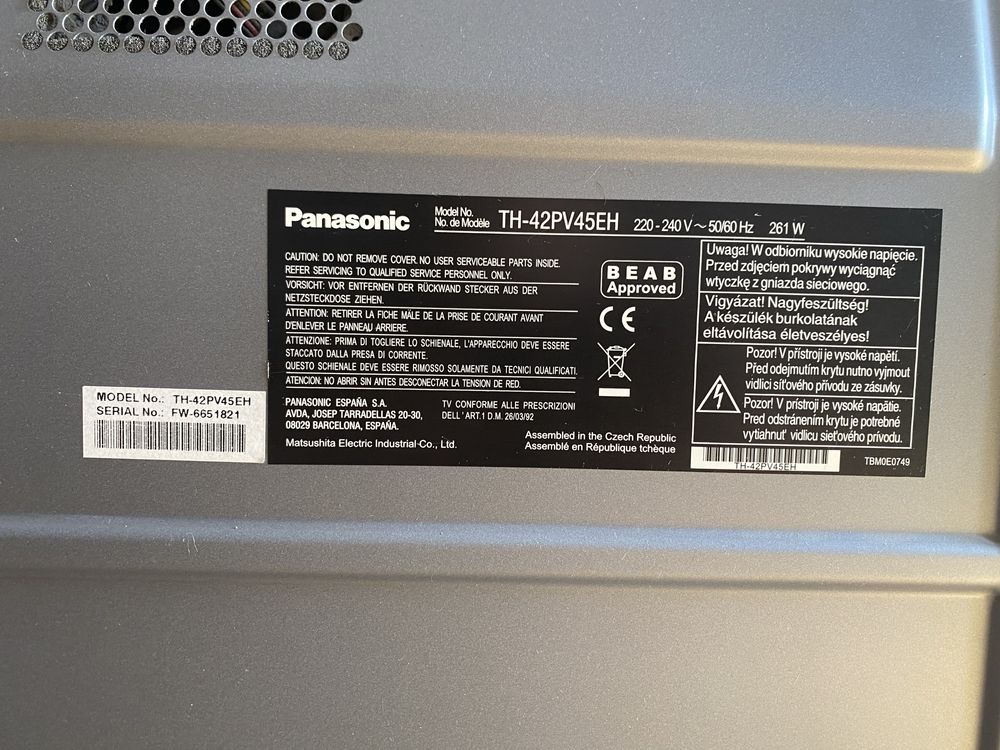 Panasonic
Model No.
No. de Modèle
TH-42PV45EH 220 - 240 V ~ 50/60 Hz 261 W
CAUTION: DO NOT REMOVE COVER. NO USER SERVICEABLE PARTS INSIDE.
REFER SERVICING TO QUALIFIED SERVICE PERSONNEL ONLY.
VORSICHT: VOR ENTFERNEN DER RÜCKWAND STECKER AUS DER
NETZSTECKDOSE ZIEHEN.
ATTENTION: RETIRER LA FICHE MÂLE DE LA PRISE DE COURANT AVANT
D'ENLEVER LE PANNEAU ARRIERE.
ATTENZIONE: PRIMA DI TOGLIERE LO SCHIENALE, L'APPARECCHIO DEVE ESSERE
STACCATO DALLA PRESA DI CORRENTE.
QUESTO SCHIENALE DEVE ESSERE RIMOSSO SOLAMENTE DA TECNICI QUALIFICATI.
ATENCION: NO ABRIR SIN ANTES DESCONECTAR LA TENSION DE RED.
PANASONIC ESPAÑA S.A.
AVDA, JOSEP TARRADELLAS 20-30,
08029 BARCELONA, ESPAÑA.
TV CONFORME ALLE PRESCRIZIONI
DELL' ART.1 D.M. 26/03/92
Matsushita Electric Industrial Co., Ltd.
Assembled in the Czech Republic
Assemblé en République tchèque
BEAB
Approved
CE
Uwaga! W odbiorniku wysokie napięcie.
Przed zdjęciem pokrywy wyciągnąć
wtyczkę z gniazda sieciowego.
Vigyázat! Nagyfeszültség!
A készülék burkolatának
eltávolítása életveszélyes!
Pozor! V přístroji je vysoké napětí.
Před odejmutím krytu nutno vyjmout
vidlici síťového přívodu ze zásuvky.
Pozor! V prístroji je vysoké napätie.
Pred odstránením krytu je potrebné
vytiahnuť vidlicu sieťového prívodu.
TH-42PV45EH
TBM0E0749
MODEL No.: TH-42PV45EH
SERIAL No.: FW-6651821